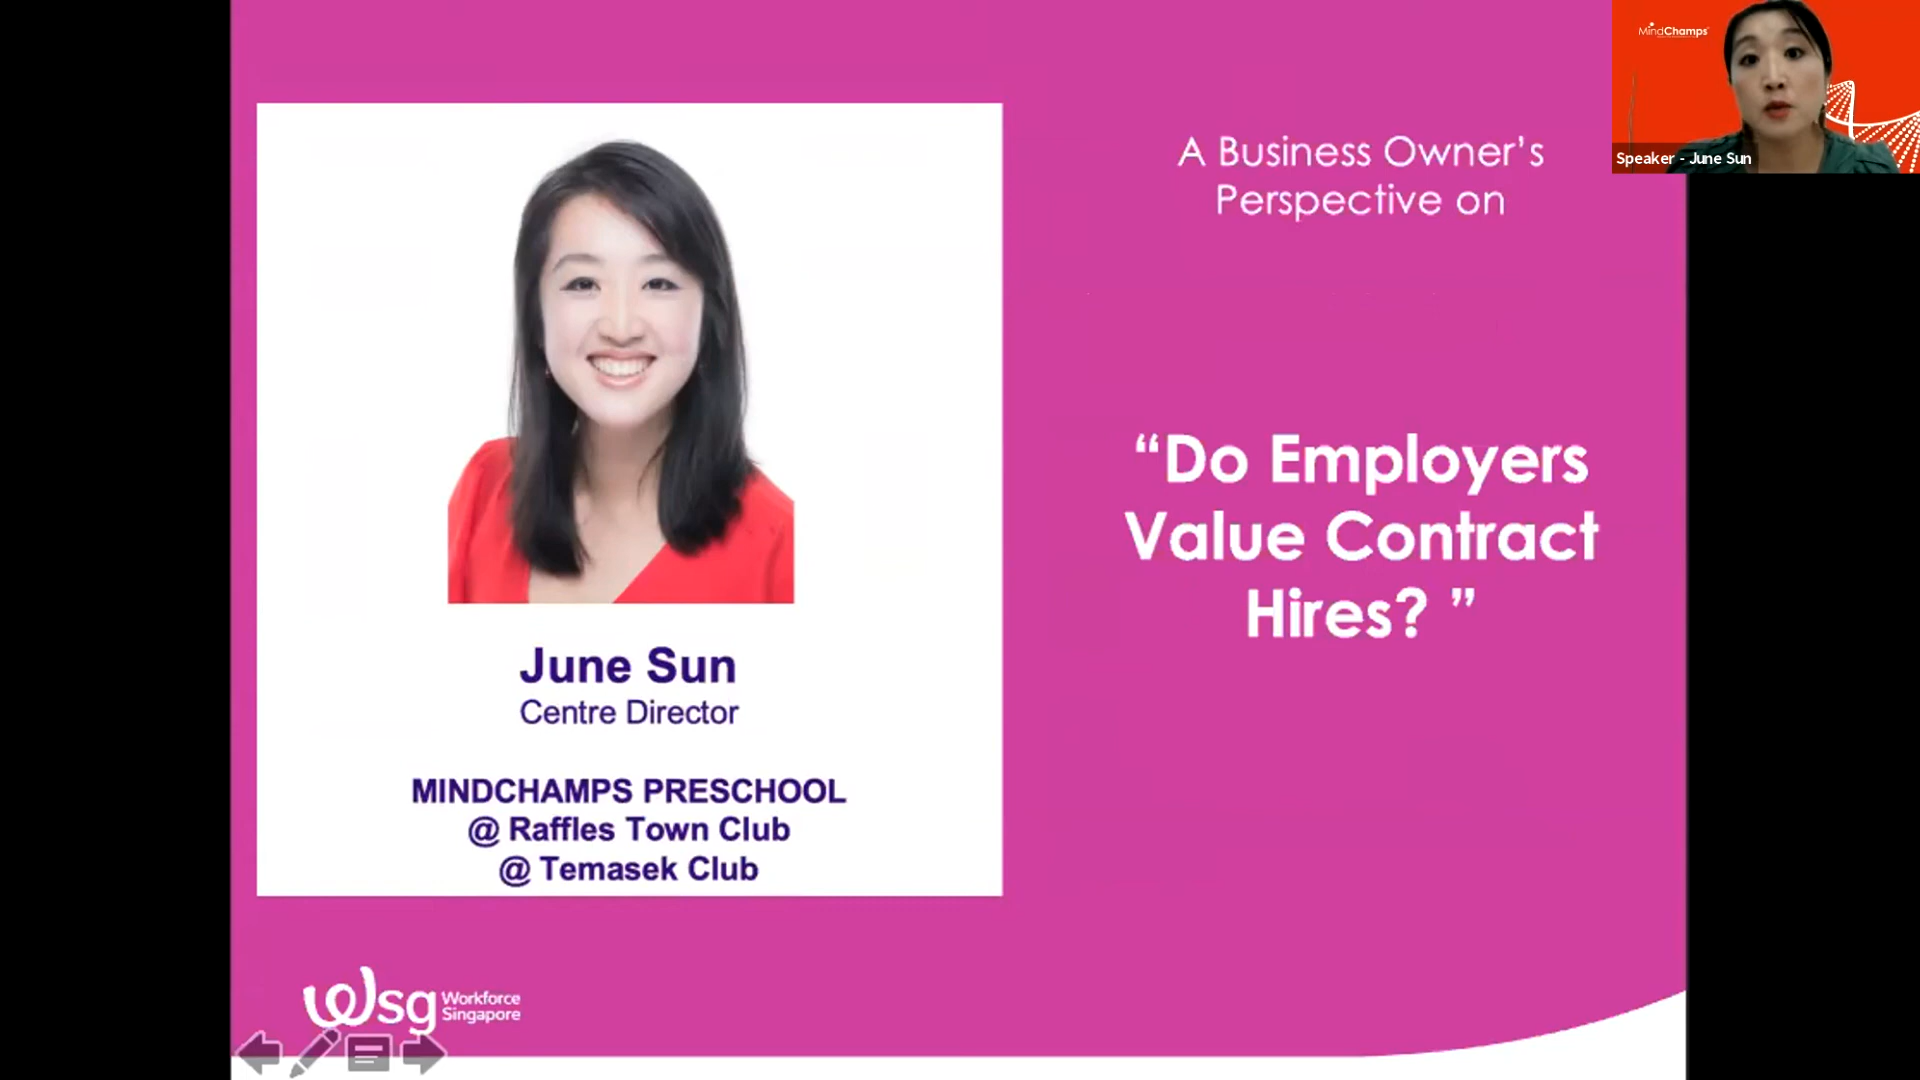 MindChamps
Speaker - June Sun
A Business Owner’s
Perspective on
“Do Employers
Value Contract
Hires? ”
June Sun
Centre Director
MINDCHAMPS PRESCHOOL
@ Raffles Town Club
@ Temasek Club
wsg Workforce
Singapore